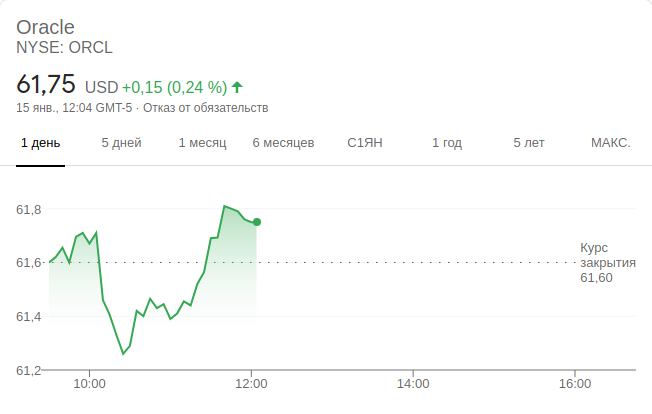 Oracle
NYSE: ORCL
61,75 USD +0,15 (0,24 %)
15 янв., 12:04 GMT-5 · Отказ от обязательств
1 день 5 дней 1 месяц 6 месяцев С1ЯН 1 год 5 лет МАКС.
61,8
61,6
61,4
61,2
Курс
закрытия
61,60
10:00 12:00 14:00 16:00